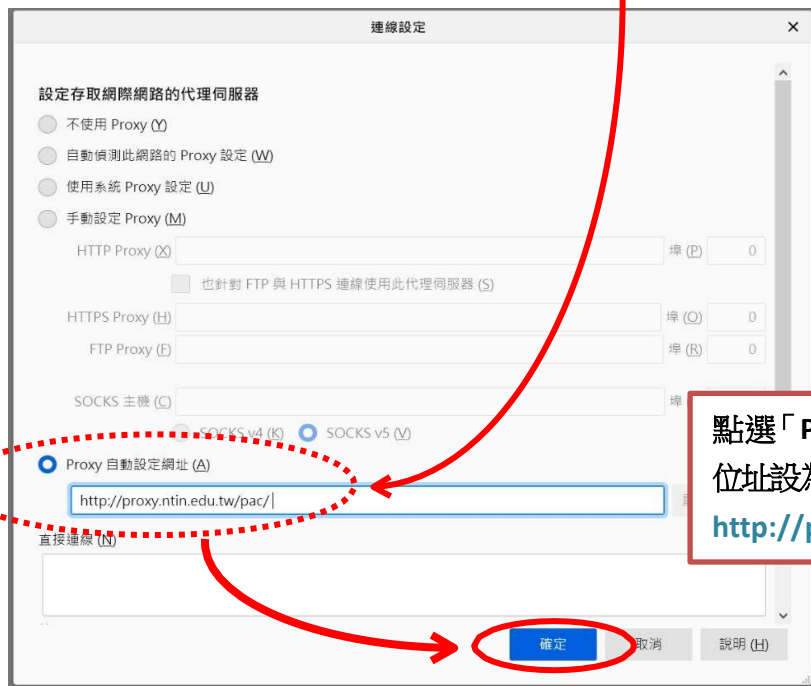 連線設定
設定存取網際網路的代理伺服器
不使用 Proxy (Y)
自動偵測此網路的 Proxy 設定 (W)
使用系統 Proxy 設定 (U)
手動設定 Proxy (M)
HTTP Proxy (X) 埠 (P) 0
也針對 FTP 與 HTTPS 連線使用此代理伺服器 (S)
HTTPS Proxy (H) 埠 (O) 0
FTP Proxy (F) 埠 (R) 0
SOCKS 主機 (C) 埠
SOCKS v4 (K) SOCKS v5 (V)
Proxy 自動設定網址 (A)
http://proxy.ntin.edu.tw/pac/
直接連線 (N)
點選「P
位址設為
http://p
確定 取消 說明 (H)